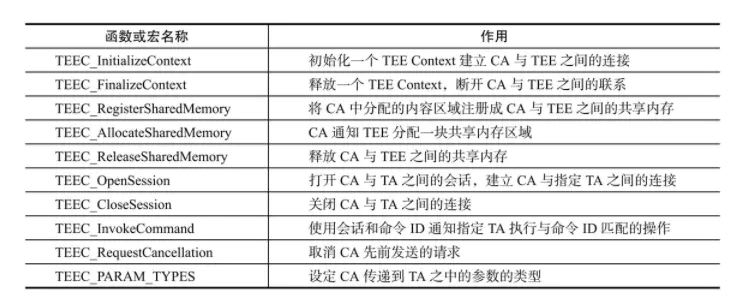 函数或宏名称 作用
TEEC_InitializeContext 初始化一个 TEE Context 建立 CA 与 TEE 之间的连接
TEEC_FinalizeContext 释放一个 TEE Context，断开 CA 与 TEE 之间的联系
TEEC_RegisterSharedMemory 将 CA 中分配的内容区域注册成 CA 与 TEE 之间的共享内存
TEEC_AllocateSharedMemory CA 通知 TEE 分配一块共享内存区域
TEEC_ReleaseSharedMemory 释放 CA 与 TEE 之间的共享内存
TEEC_OpenSession 打开 CA 与 TA 之间的会话，建立 CA 与指定 TA 之间的连接
TEEC_CloseSession 关闭 CA 与 TA 之间的连接
TEEC_InvokeCommand 使用会话和命令 ID 通知指定 TA 执行与命令 ID 匹配的操作
TEEC_RequestCancellation 取消 CA 先前发送的请求
TEEC_PARAM_TYPES 设定 CA 传递到 TA 之中的参数的类型